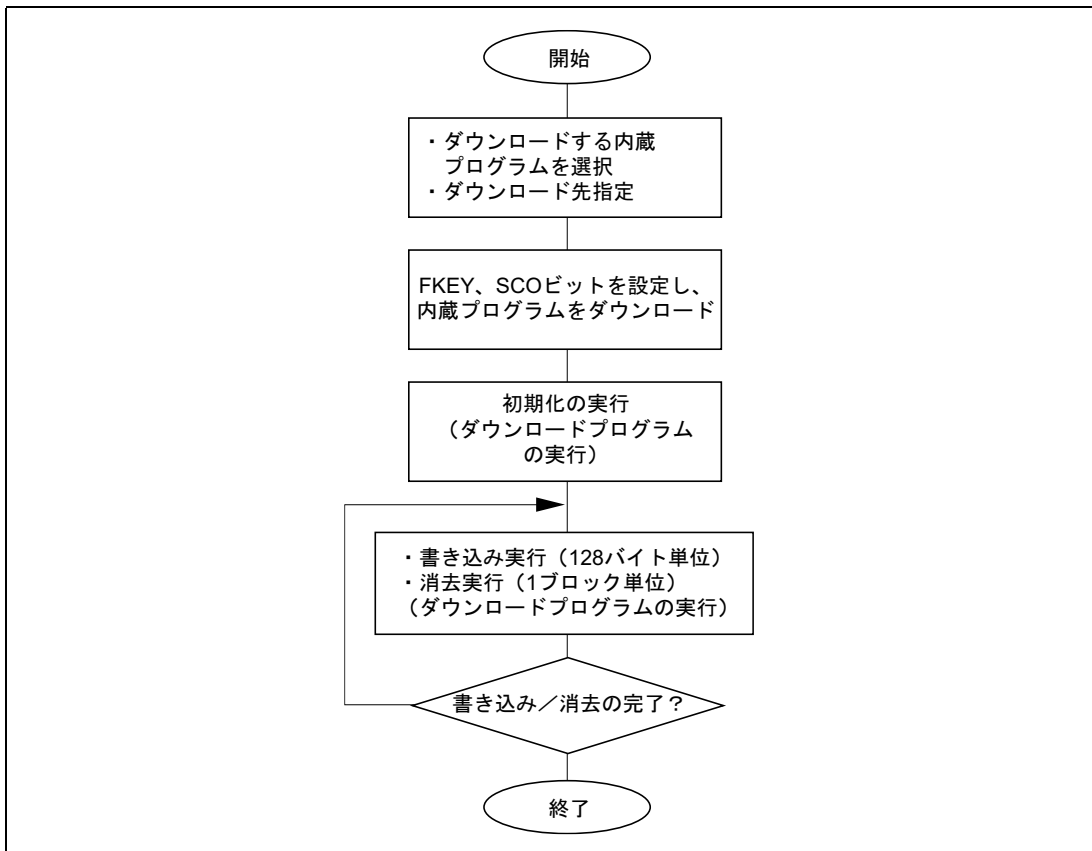 開始
・ダウンロードする内蔵
プログラムを選択
・ダウンロード先指定
FKEY、SCOビットを設定し、
内蔵プログラムをダウンロード
初期化の実行
（ダウンロードプログラム
の実行）
・書き込み実行（128バイト単位）
・消去実行（1ブロック単位）
（ダウンロードプログラムの実行）
書き込み／消去の完了？
終了